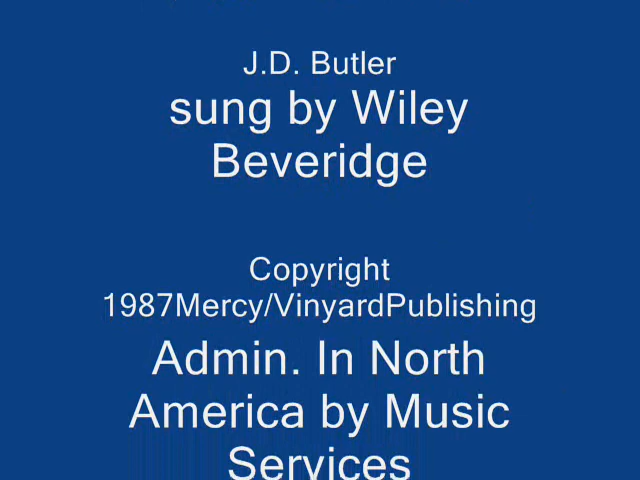 J.D. Butler
sung by Wiley
Beveridge
Copyright
1987Mercy/VinyardPublishing
Admin. In North
America by Music
Services